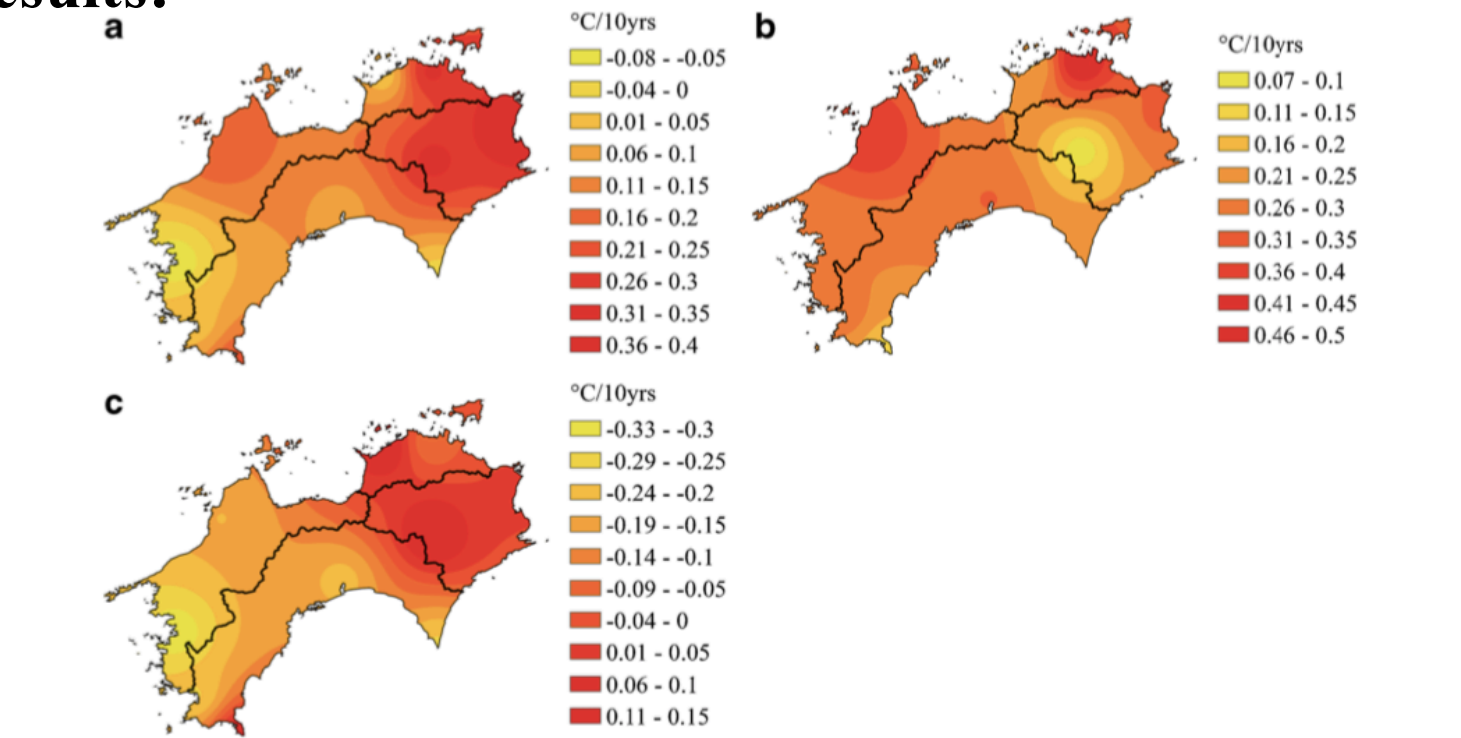 esults:
a
°C/10yrs
-0.08 - -0.05
-0.04 - 0
0.01 - 0.05
0.06 - 0.1
0.11 - 0.15
0.16 - 0.2
0.21 - 0.25
0.26 - 0.3
0.31 - 0.35
0.36 - 0.4
b
°C/10yrs
0.07 - 0.1
0.11 - 0.15
0.16 - 0.2
0.21 - 0.25
0.26 - 0.3
0.31 - 0.35
0.36 - 0.4
0.41 - 0.45
0.46 - 0.5
c
°C/10yrs
-0.33 - -0.3
-0.29 - -0.25
-0.24 - -0.2
-0.19 - -0.15
-0.14 - -0.1
-0.09 - -0.05
-0.04 - 0
0.01 - 0.05
0.06 - 0.1
0.11 - 0.15